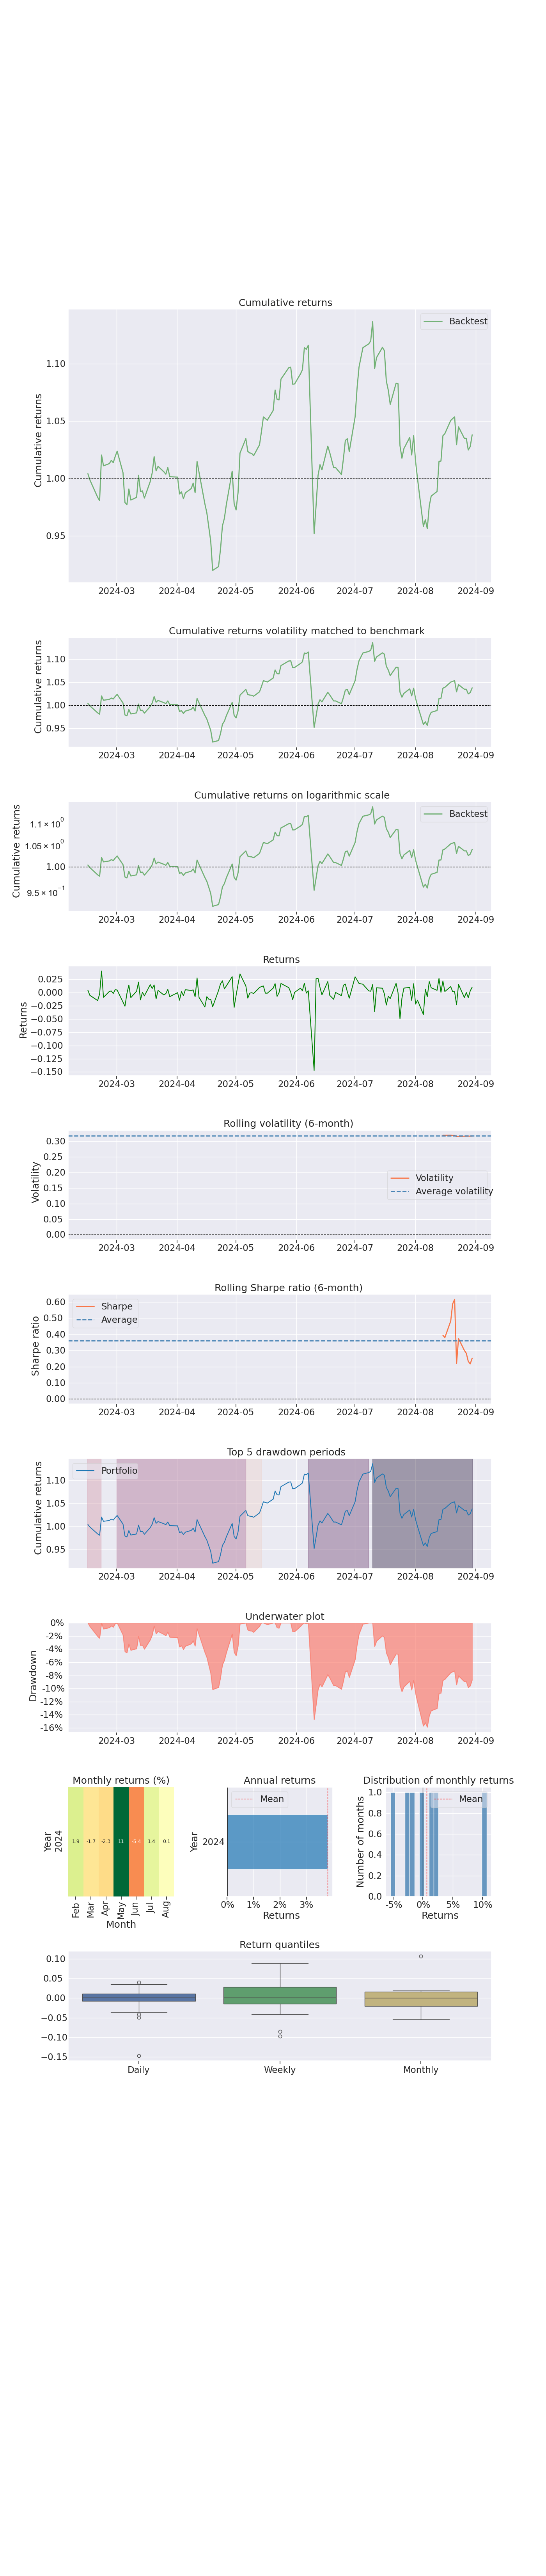 Cumulative returns
Cumulative returns
Backtest
1.10
1.05
1.00
0.95
2024-03 2024-04 2024-05 2024-06 2024-07 2024-08 2024-09
Cumulative returns volatility matched to benchmark
Cumulative returns
1.10
1.05
1.00
0.95
2024-03 2024-04 2024-05 2024-06 2024-07 2024-08 2024-09
Cumulative returns on logarithmic scale
Cumulative returns
Backtest
1.1 × 10⁰
1.05 × 10⁰
1.00
9.5 × 10⁻¹
2024-03 2024-04 2024-05 2024-06 2024-07 2024-08 2024-09
Returns
Returns
0.025
0.000
−0.025
−0.050
−0.075
−0.100
−0.125
−0.150
2024-03 2024-04 2024-05 2024-06 2024-07 2024-08 2024-09
Rolling volatility (6-month)
Volatility
0.30
0.25
0.20
0.15
0.10
0.05
0.00
Volatility
Average volatility
2024-03 2024-04 2024-05 2024-06 2024-07 2024-08 2024-09
Rolling Sharpe ratio (6-month)
Sharpe ratio
0.60
0.50
0.40
0.30
0.20
0.10
0.00
Sharpe
Average
2024-03 2024-04 2024-05 2024-06 2024-07 2024-08 2024-09
Top 5 drawdown periods
Cumulative returns
Portfolio
1.10
1.05
1.00
0.95
2024-03 2024-04 2024-05 2024-06 2024-07 2024-08 2024-09
Underwater plot
Drawdown
0%
-2%
-4%
-6%
-8%
-10%
-12%
-14%
-16%
2024-03 2024-04 2024-05 2024-06 2024-07 2024-08 2024-09
Monthly returns (%)
Year
2024
1.9 -1.7 -2.3 11 1.4 0.1
Feb Mar Apr May Jun Jul Aug
Month
Annual returns
Mean
Year
2024
0% 1% 2% 3%
Returns
Distribution of monthly returns
Mean
Number of months
1.0
0.8
0.6
0.4
0.2
0.0
-5% 0% 5% 10%
Returns
Return quantiles
0.10
0.05
0.00
−0.05
−0.10
−0.15
Daily Weekly Monthly